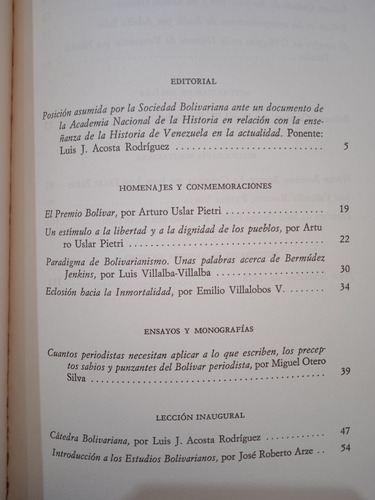 EDITORIAL
Posición asumida por la Sociedad Bolivariana ante un documento de
la Academia Nacional de la Historia en relación con la ense-
ñanza de la Historia de Venezuela en la actualidad. Ponente:
Luis J. Acosta Rodríguez 5
HOMENAJES Y CONMEMORACIONES
El Premio Bolívar, por Arturo Uslar Pietri 19
Un estímulo a la libertad y a la dignidad de los pueblos, por Artu
ro Uslar Pietri 22
Paradigma de Bolivarianismo. Unas palabras acerca de Bermúdez
Jenkins, por Luis Villalba-Villalba 30
Eclosión hacia la Inmortalidad, por Emilio Villalobos V. 34
ENSAYOS Y MONOGRAFÍAS
Cuantos periodistas necesitan aplicar a lo que escriben, los precep-
tos sabios y punzantes del Bolívar periodista, por Miguel Otero
Silva 39
LECCIÓN INAUGURAL
Cátedra Bolivariana, por Luis J. Acosta Rodríguez 47
Introducción a los Estudios Bolivarianos, por José Roberto Arze 54